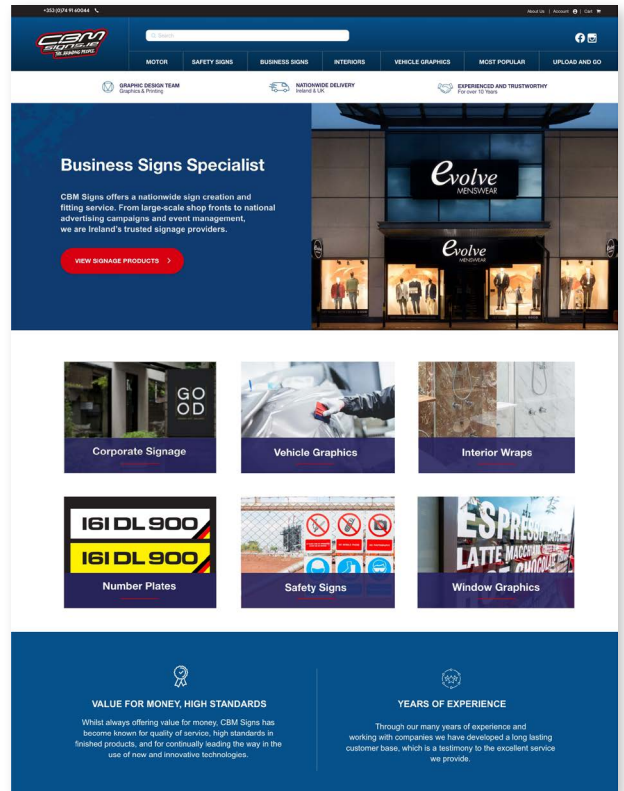 +353 (0)74 91 60044
About Us | Account | Cart
CBM
SIGNS.IE
Search
MOTOR
SAFETY SIGNS
BUSINESS SIGNS
INTERIORS
VEHICLE GRAPHICS
MOST POPULAR
UPLOAD AND GO
GRAPHIC DESIGN TEAM
Graphics & Printing
NATIONWIDE DELIVERY
Ireland & UK
EXPERIENCED AND TRUSTWORTHY
For over 10 Years
Business Signs Specialist
CBM Signs offers a nationwide sign creation and
fitting service. From large-scale shop fronts to national
advertising campaigns and event management,
we are Ireland's trusted signage providers.
VIEW SIGNAGE PRODUCTS
evolve
MENSWEAR
evolve
MENSWEAR
GO
OD
Corporate Signage
Vehicle Graphics
Interior Wraps
161 DL 900
161 DL 900
Number Plates
Safety Signs
ESPRESSO
LATTE MACCHIA
CHOCOLATE
Window Graphics
VALUE FOR MONEY, HIGH STANDARDS
Whilst always offering value for money, CBM Signs has
become known for quality of service, high standards in
finished products, and for continually leading the way in the
use of new and innovative technologies.
YEARS OF EXPERIENCE
Through our many years of experience and
working with companies we have developed a long lasting
customer base, which is a testimony to the excellent service
we provide.